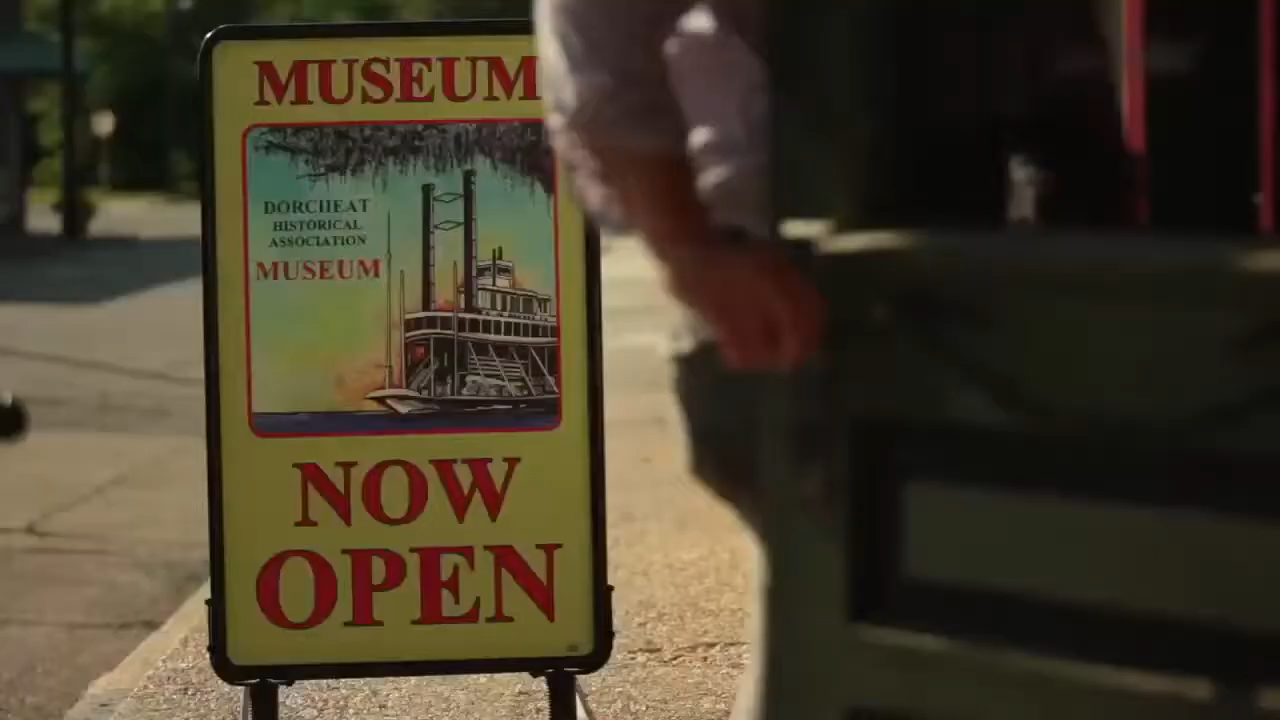 MUSEUM
DORCHEAT
HISTORICAL
ASSOCIATION
MUSEUM
NOW
OPEN